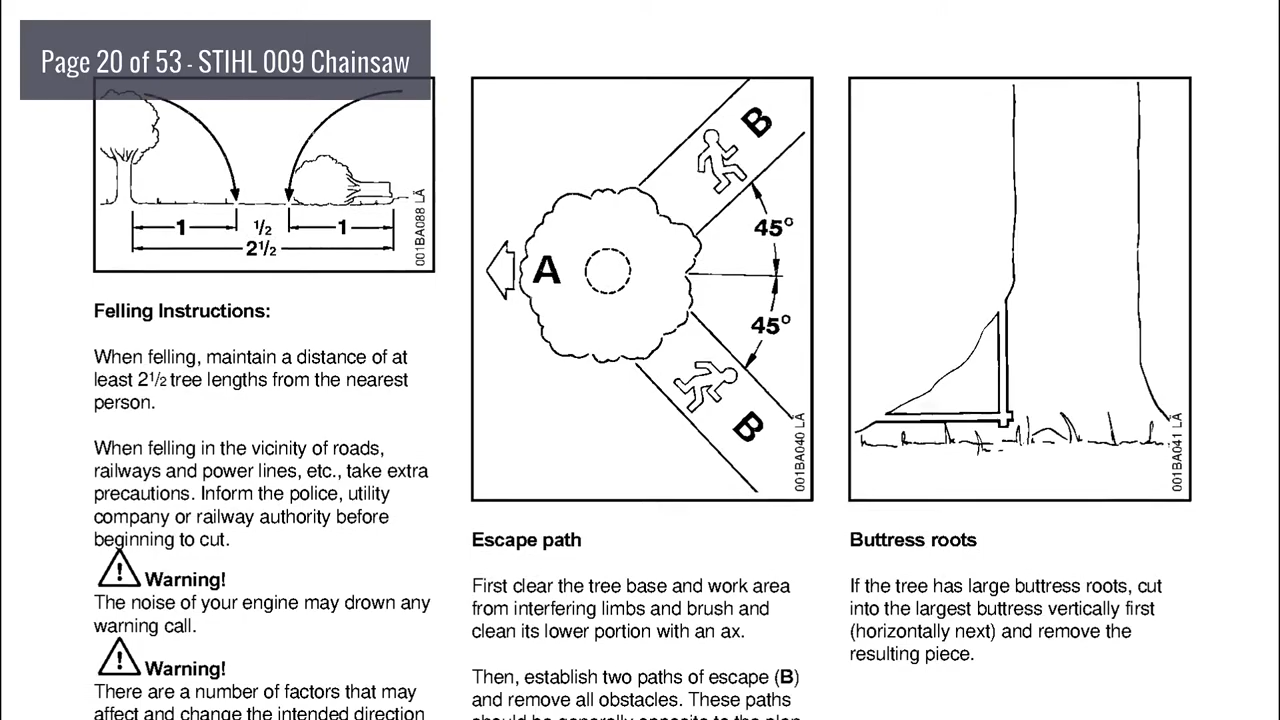 Page 20 of 53 - STIHL 009 Chainsaw
1
1/2
1
2 1/2
001BA088 LÄ
Felling Instructions:
When felling, maintain a distance of at
least 2 1/2 tree lengths from the nearest
person.
When felling in the vicinity of roads,
railways and power lines, etc., take extra
precautions. Inform the police, utility
company or railway authority before
beginning to cut.
Warning!
The noise of your engine may drown any
warning call.
Warning!
There are a number of factors that may
affect and change the intended direction
B
45°
A
45°
B
001BA040 LÄ
Escape path
First clear the tree base and work area
from interfering limbs and brush and
clean its lower portion with an ax.
Then, establish two paths of escape (B)
and remove all obstacles. These paths
should be generally opposite to the plan
001BA041 LÄ
Buttress roots
If the tree has large buttress roots, cut
into the largest buttress vertically first
(horizontally next) and remove the
resulting piece.